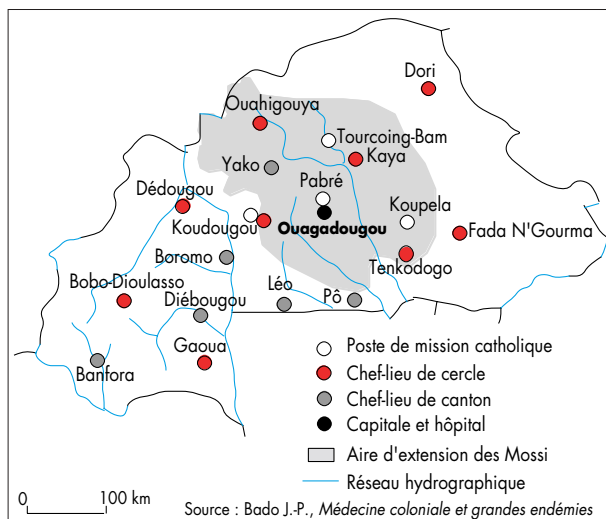 Dori
Ouahigouya
Tourcoing-Bam
Kaya
Yako
Pabré
Dédougou
Koupela
Koudougou
Ouagadougou
Fada N'Gourma
Boromo
Tenkodogo
Bobo-Dioulasso
Léo
Pô
Diébougou
Gaoua
Banfora
Poste de mission catholique
Chef-lieu de cercle
Chef-lieu de canton
Capitale et hôpital
Aire d'extension des Mossi
Réseau hydrographique
0 100 km
Source : Bado J.-P., Médecine coloniale et grandes endémies